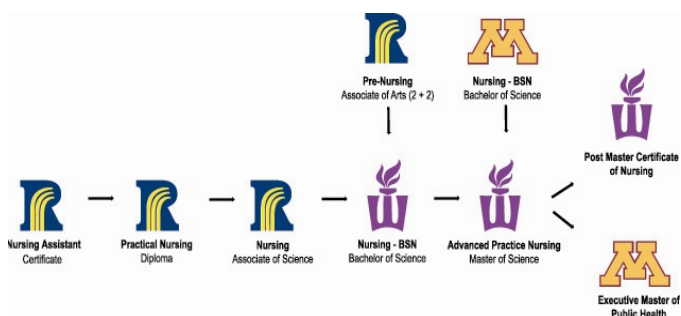 Pre-Nursing
Associate of Arts (2 + 2)
Nursing - BSN
Bachelor of Science
Post Master Certificate
of Nursing
Nursing Assistant
Certificate
Practical Nursing
Diploma
Nursing
Associate of Science
Nursing - BSN
Bachelor of Science
Advanced Practice Nursing
Master of Science
Executive Master of
Public Health